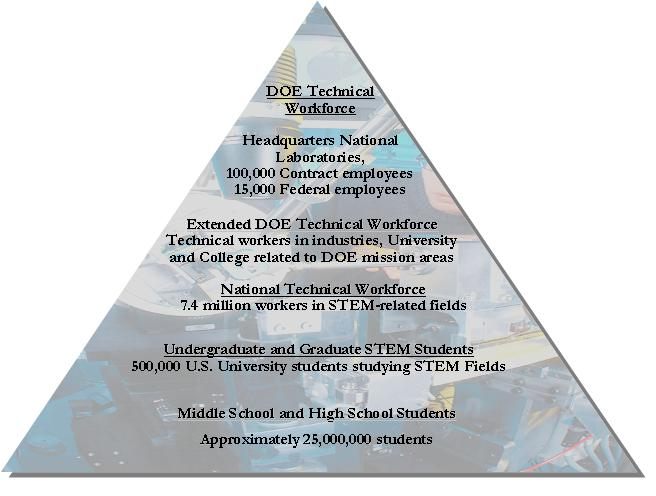 DOE Technical
Workforce
Headquarters National
Laboratories,
100,000 Contract employees
15,000 Federal employees
Extended DOE Technical Workforce
Technical workers in industries, University
and College related to DOE mission areas
National Technical Workforce
7.4 million workers in STEM-related fields
Undergraduate and Graduate STEM Students
500,000 U.S. University students studying STEM Fields
Middle School and High School Students
Approximately 25,000,000 students